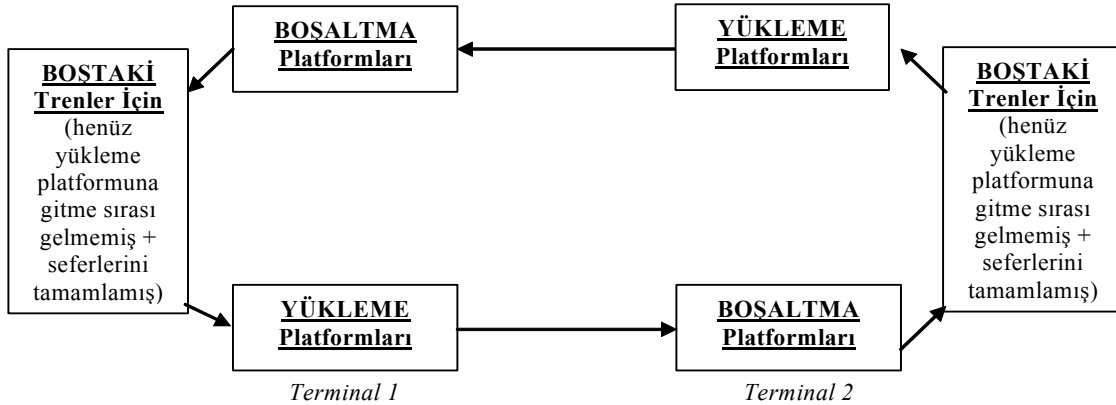 BOŞALTMA
Platformları
YÜKLEME
Platformları
BOŞTAKİ
Trenler İçin
(henüz
yükleme
platformuna
gitme sırası
gelmemiş +
seferlerini
tamamlamış)
BOŞTAKİ
Trenler İçin
(henüz
yükleme
platformuna
gitme sırası
gelmemiş +
seferlerini
tamamlamış)
YÜKLEME
Platformları
BOŞALTMA
Platformları
Terminal 1
Terminal 2